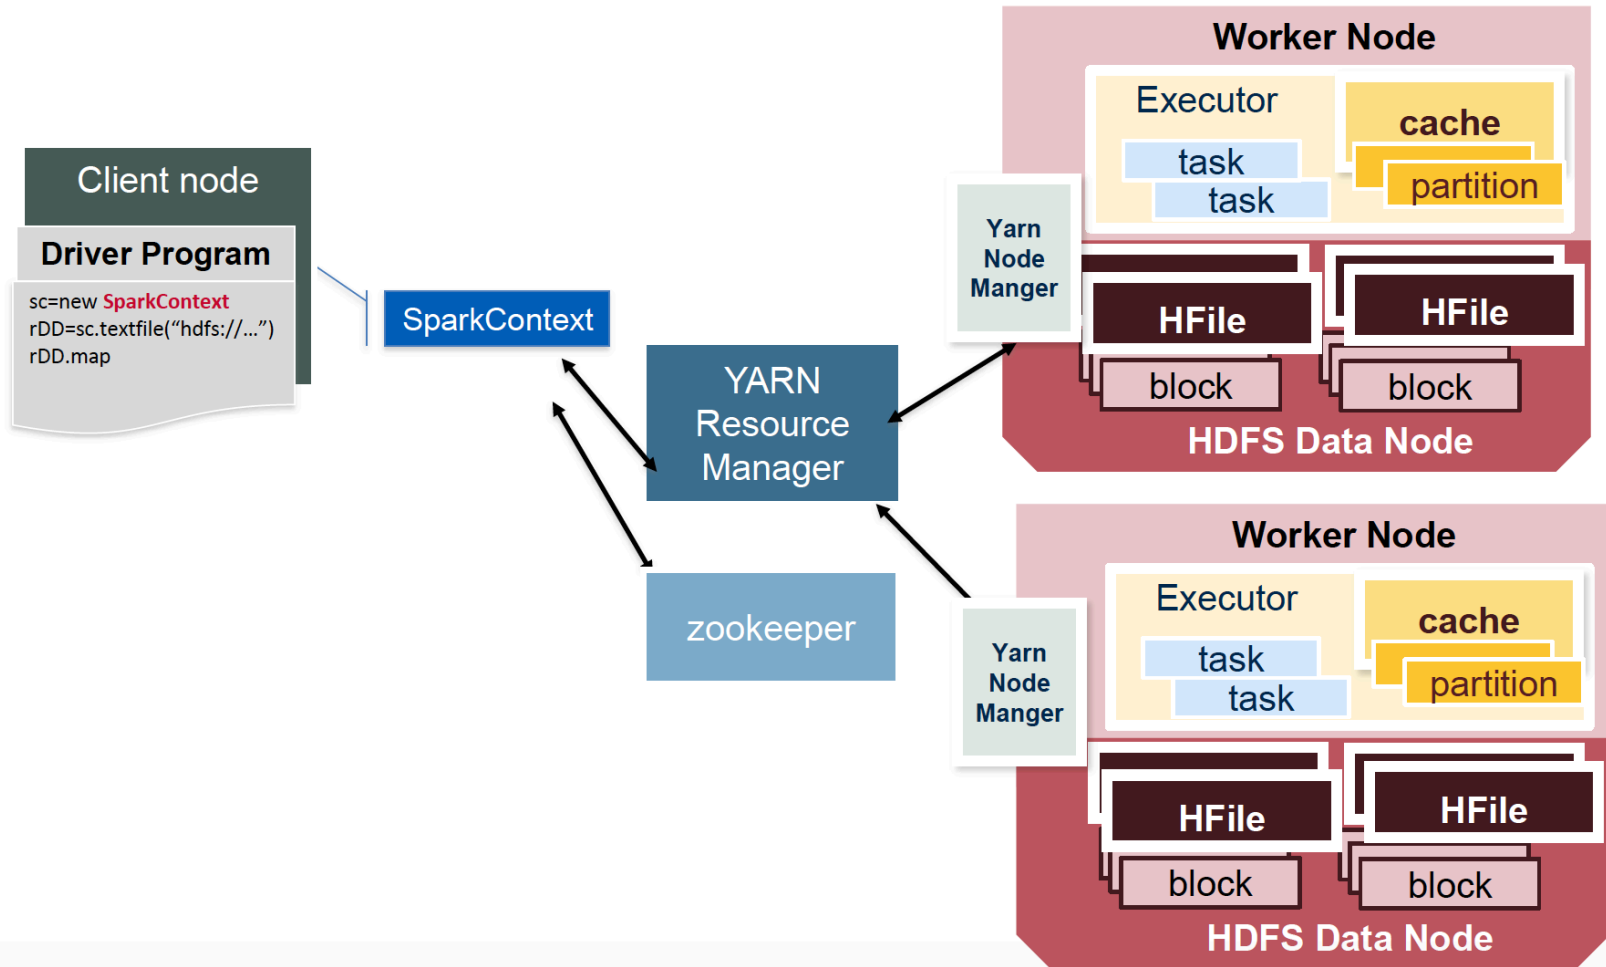 Client node
Driver Program
sc=new SparkContext
rDD=sc.textfile(“hdfs://...”)
rDD.map
SparkContext
YARN
Resource
Manager
zookeeper
Yarn
Node
Manger
Worker Node
Executor
task
task
cache
partition
HFile
HFile
block
block
HDFS Data Node
Yarn
Node
Manger
Worker Node
Executor
task
task
cache
partition
HFile
HFile
block
block
HDFS Data Node